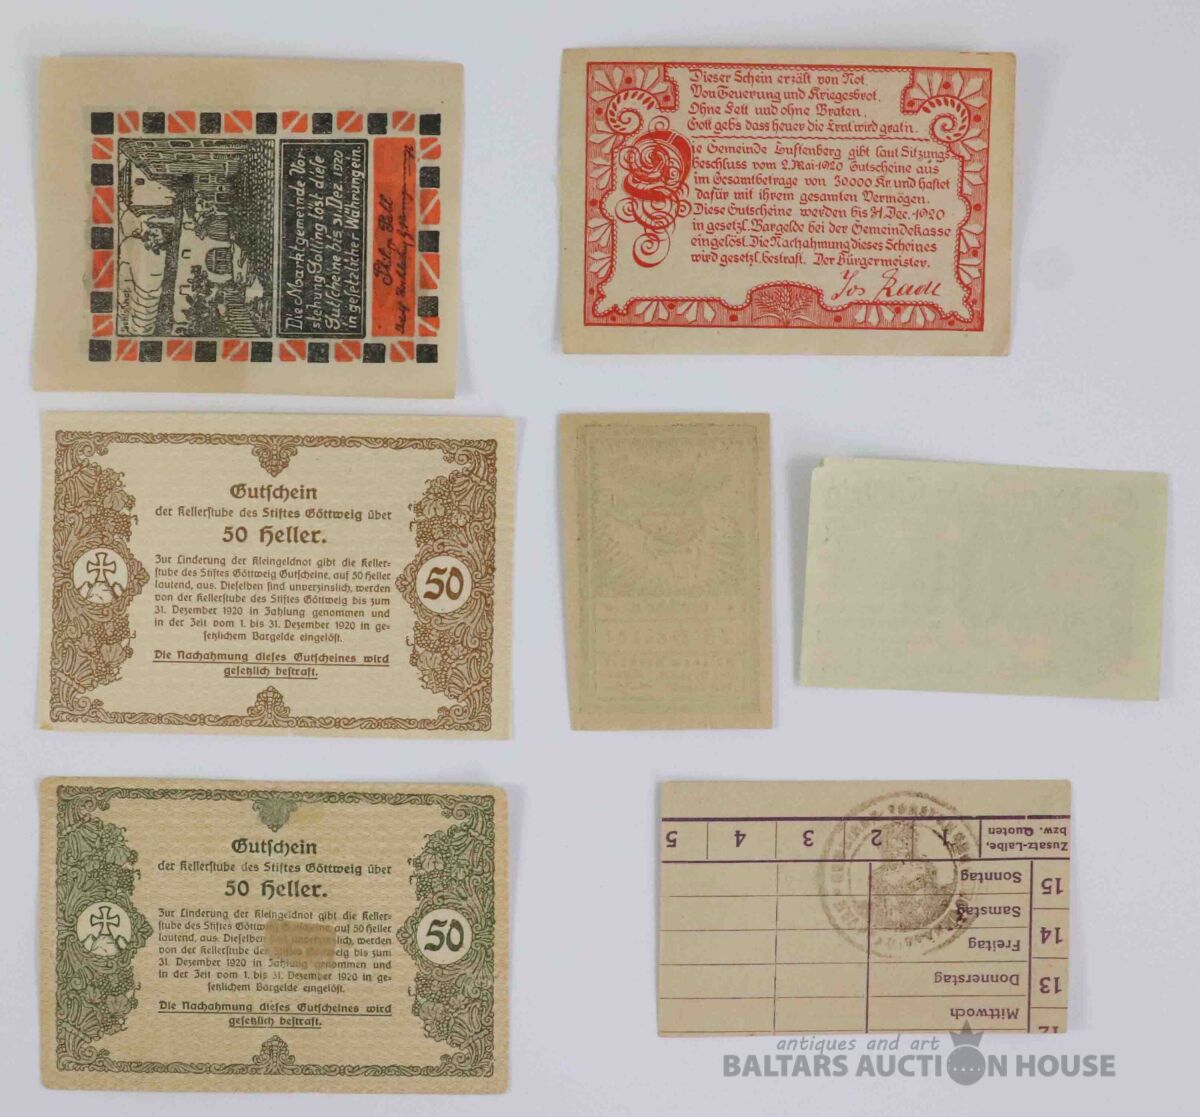 Die Marktgemeinde Vor-
stehung Golling löst diese
Gutscheine bis 31. Dez. 1920
in gesetzlicher Währung ein.
Dieser Schein erzält von Not.
Von Teuerung und Kriegsbrot.
Ohne Fett und ohne Braten.
Gott gebs dass heuer die Ernt wird gratn.
Die Gemeinde Luftenberg gibt laut Sitzungs-
beschluss vom 2. Mai 1920 Gutscheine aus
im Gesamtbetrage von 30000 Kr. und haftet
dafür mit ihrem gesamten Vermögen.
Diese Gutscheine werden bis 31. Dec. 1920
in gesetzl. Bargelde bei der Gemeindekasse
eingelöst. Die Nachahmung dieses Scheines
wird gesetzl. bestraft. Der Bürgermeister.
Jos
Gutschein
der Kellerstube des Stiftes Göttweig über
50 Heller.
Zur Linderung der Kleingeldnot gibt die Keller-
stube des Stiftes Göttweig Gutscheine, auf 50 Heller
lautend, aus. Dieselben sind unverzinslich, werden
von der Kellerstube des Stiftes Göttweig bis zum
31. Dezember 1920 in Zahlung genommen und
in der Zeit vom 1. bis 31. Dezember 1920 in ge-
setzlichem Bargelde eingelöst.
Die Nachahmung dieses Gutscheines wird
gesetzlich bestraft.
50
Gutschein
der Kellerstube des Stiftes Göttweig über
50 Heller.
Zur Linderung der Kleingeldnot gibt die Keller-
stube des Stiftes Göttweig Gutscheine, auf 50 Heller
lautend, aus. Dieselben sind unverzinslich, werden
von der Kellerstube des Stiftes Göttweig bis zum
31. Dezember 1920 in Zahlung genommen und
in der Zeit vom 1. bis 31. Dezember 1920 in ge-
setzlichem Bargelde eingelöst.
Die Nachahmung dieses Gutscheines wird
gesetzlich bestraft.
50
12 Mittwoch
13 Donnerstag
Freitag
14 Samstag
15 Sonntag
Zusatz-Laibe,
bzw. Quoten 1 2 3 4 5
antiques and art
BALTARS AUCTION HOUSE